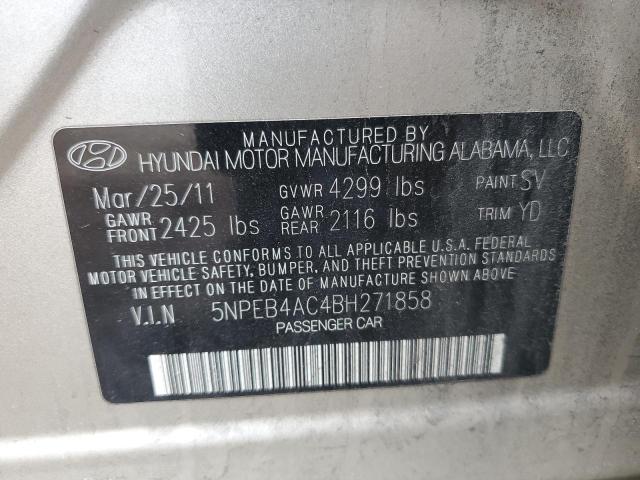 MANUFACTURED BY
HYUNDAI MOTOR MANUFACTURING ALABAMA, LLC
Mar/25/11 GVWR 4299 lbs PAINT SV
GAWR FRONT 2425 lbs GAWR REAR 2116 lbs TRIM YD
THIS VEHICLE CONFORMS TO ALL APPLICABLE U.S.A. FEDERAL
MOTOR VEHICLE SAFETY, BUMPER, AND THEFT PREVENTION STANDARDS
IN EFFECT ON THE DATE OF MANUFACTURE SHOWN ABOVE.
V.I.N 5NPEB4AC4BH271858
PASSENGER CAR